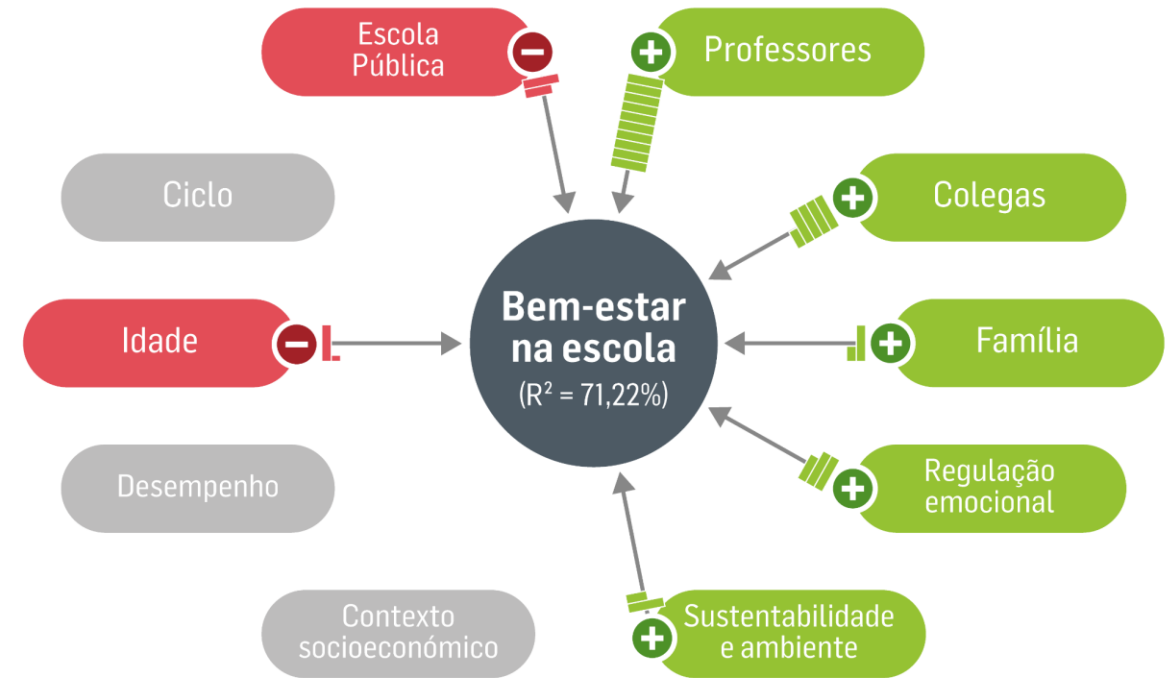 Escola
Pública
Professores
Ciclo
Colegas
Idade
Bem-estar
na escola
(R² = 71,22%)
Família
Desempenho
Regulação
emocional
Contexto
socioeconómico
Sustentabilidade
e ambiente